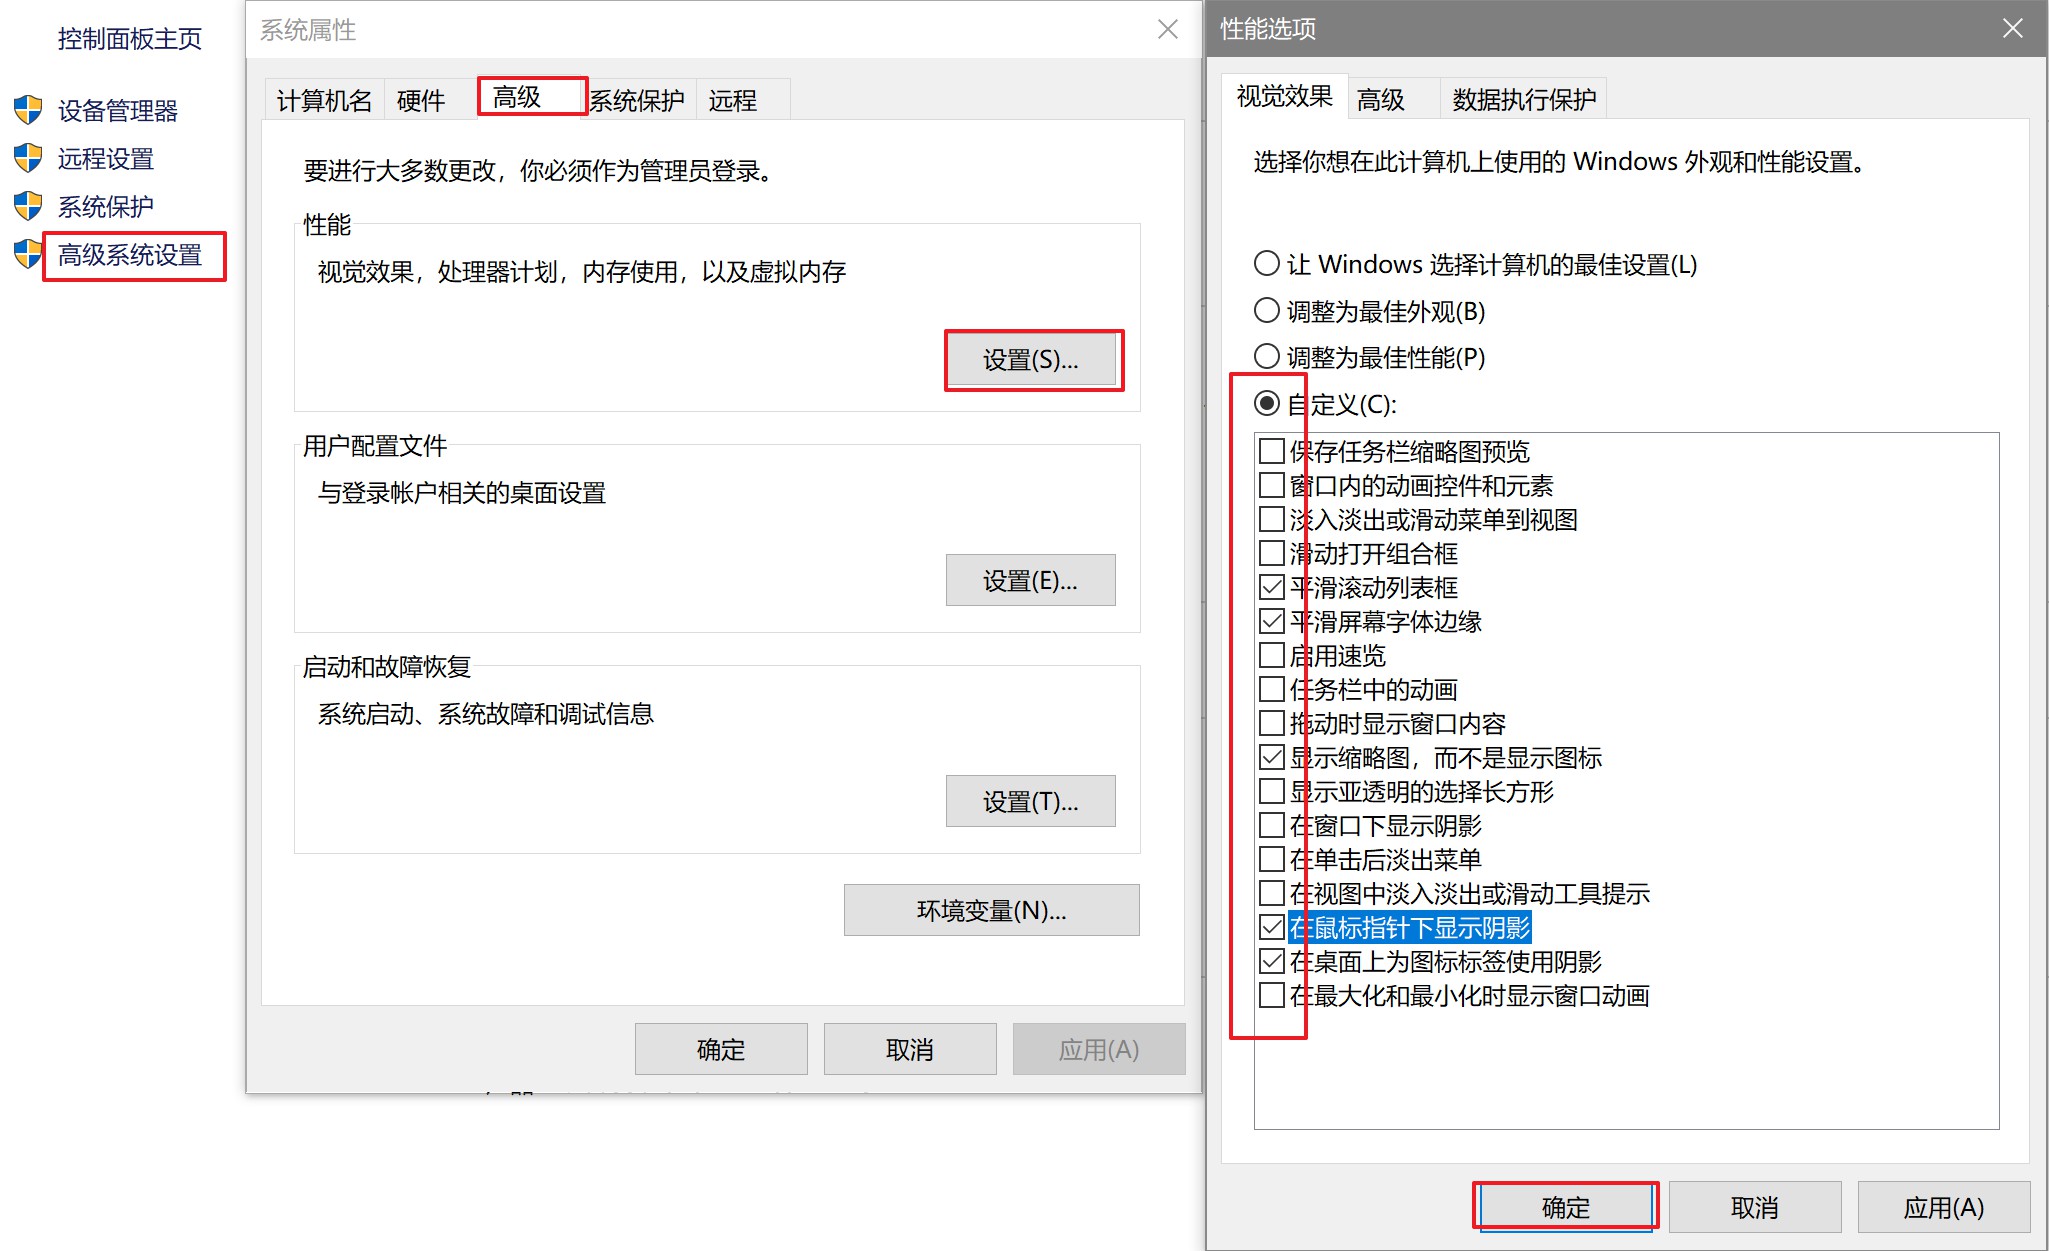 控制面板主页
设备管理器
远程设置
系统保护
高级系统设置
系统属性
计算机名
硬件
高级
系统保护
远程
要进行大多数更改，你必须作为管理员登录。
性能
视觉效果，处理器计划，内存使用，以及虚拟内存
设置(S)...
用户配置文件
与登录帐户相关的桌面设置
设置(E)...
启动和故障恢复
系统启动、系统故障和调试信息
设置(T)...
环境变量(N)...
确定
取消
应用(A)
性能选项
视觉效果
高级
数据执行保护
选择你想在此计算机上使用的 Windows 外观和性能设置。
让 Windows 选择计算机的最佳设置(L)
调整为最佳外观(B)
调整为最佳性能(P)
自定义(C):
保存任务栏缩略图预览
窗口内的动画控件和元素
淡入淡出或滑动菜单到视图
滑动打开组合框
平滑滚动列表框
平滑屏幕字体边缘
启用速览
任务栏中的动画
拖动时显示窗口内容
显示缩略图，而不是显示图标
显示亚透明的选择长方形
在窗口下显示阴影
在单击后淡出菜单
在视图中淡入淡出或滑动工具提示
在鼠标指针下显示阴影
在桌面上为图标标签使用阴影
在最大化和最小化时显示窗口动画
确定
取消
应用(A)